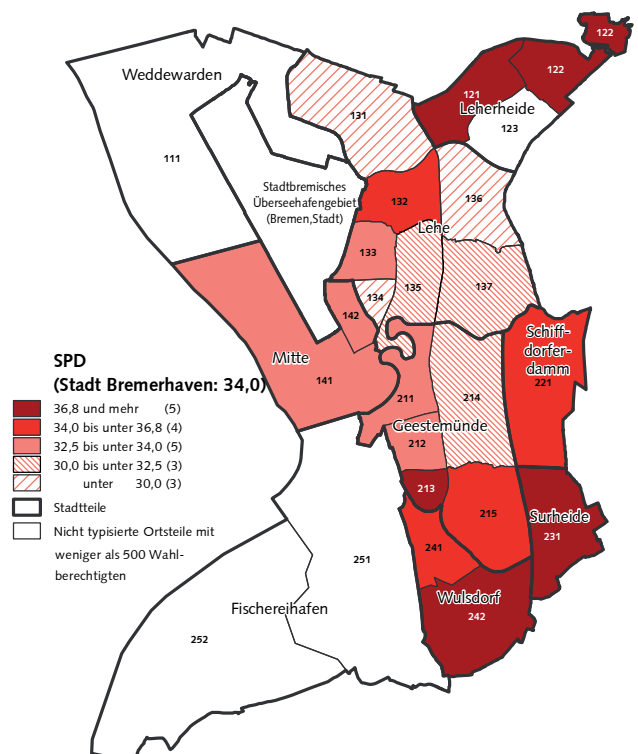 122
122
Weddewarden
121
Leherheide
131
123
111
Stadtbremisches
Überseehafengebiet
(Bremen,Stadt)
132
136
Lehe
133
135
137
134
142
Mitte
141
Schiff-
dorfer-
damm
221
SPD
(Stadt Bremerhaven: 34,0)
36,8 und mehr (5)
34,0 bis unter 36,8 (4)
32,5 bis unter 34,0 (5)
30,0 bis unter 32,5 (3)
unter 30,0 (3)
Stadtteile
Nicht typisierte Ortsteile mit
weniger als 500 Wahl-
berechtigten
211
214
Geestemünde
212
213
215
Surheide
231
241
251
Wulsdorf
242
Fischereihafen
252